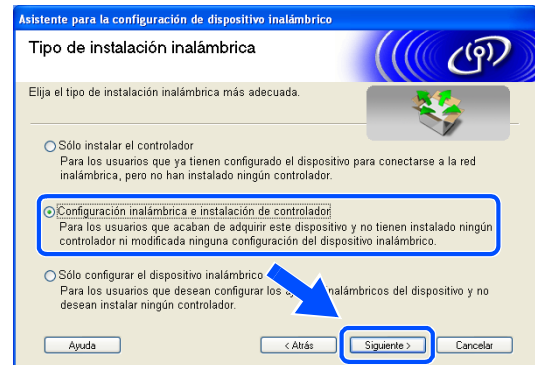 Asistente para la configuración de dispositivo inalámbrico
Tipo de instalación inalámbrica
Elija el tipo de instalación inalámbrica más adecuada.
Sólo instalar el controlador
Para los usuarios que ya tienen configurado el dispositivo para conectarse a la red
inalámbrica, pero no han instalado ningún controlador.
Configuración inalámbrica e instalación de controlador
Para los usuarios que acaban de adquirir este dispositivo y no tienen instalado ningún
controlador ni modificada ninguna configuración del dispositivo inalámbrico.
Sólo configurar el dispositivo inalámbrico
Para los usuarios que desean configurar los nalámbricos del dispositivo y no
desean instalar ningún controlador.
Ayuda
< Atrás
Siguiente >
Cancelar